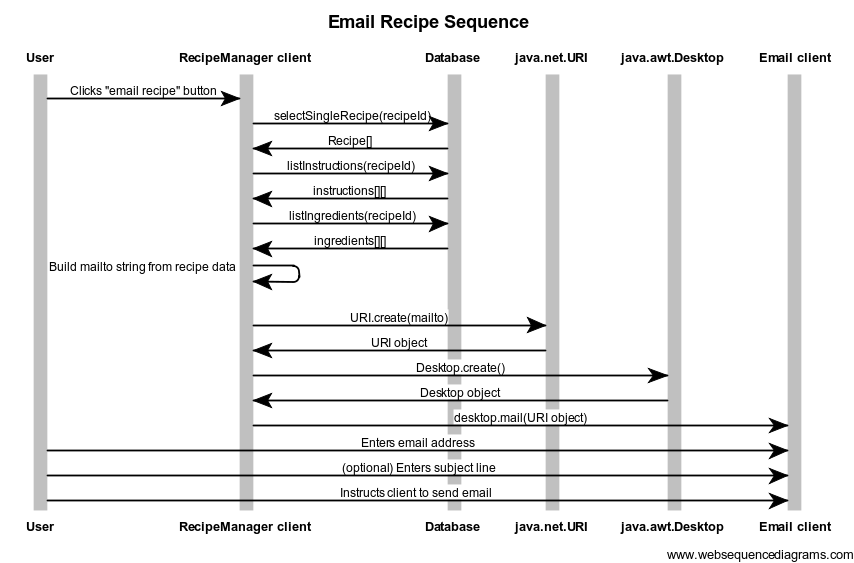 Email Recipe Sequence
User RecipeManager client Database java.net.URI java.awt.Desktop Email client
Clicks "email recipe" button
selectSingleRecipe(recipeId)
Recipe[]
listInstructions(recipeId)
instructions[][]
listIngredients(recipeId)
ingredients[][]
Build mailto string from recipe data
URI.create(mailto)
URI object
Desktop.create()
Desktop object
desktop.mail(URI object)
Enters email address
(optional) Enters subject line
Instructs client to send email
User RecipeManager client Database java.net.URI java.awt.Desktop Email client
www.websequencediagrams.com